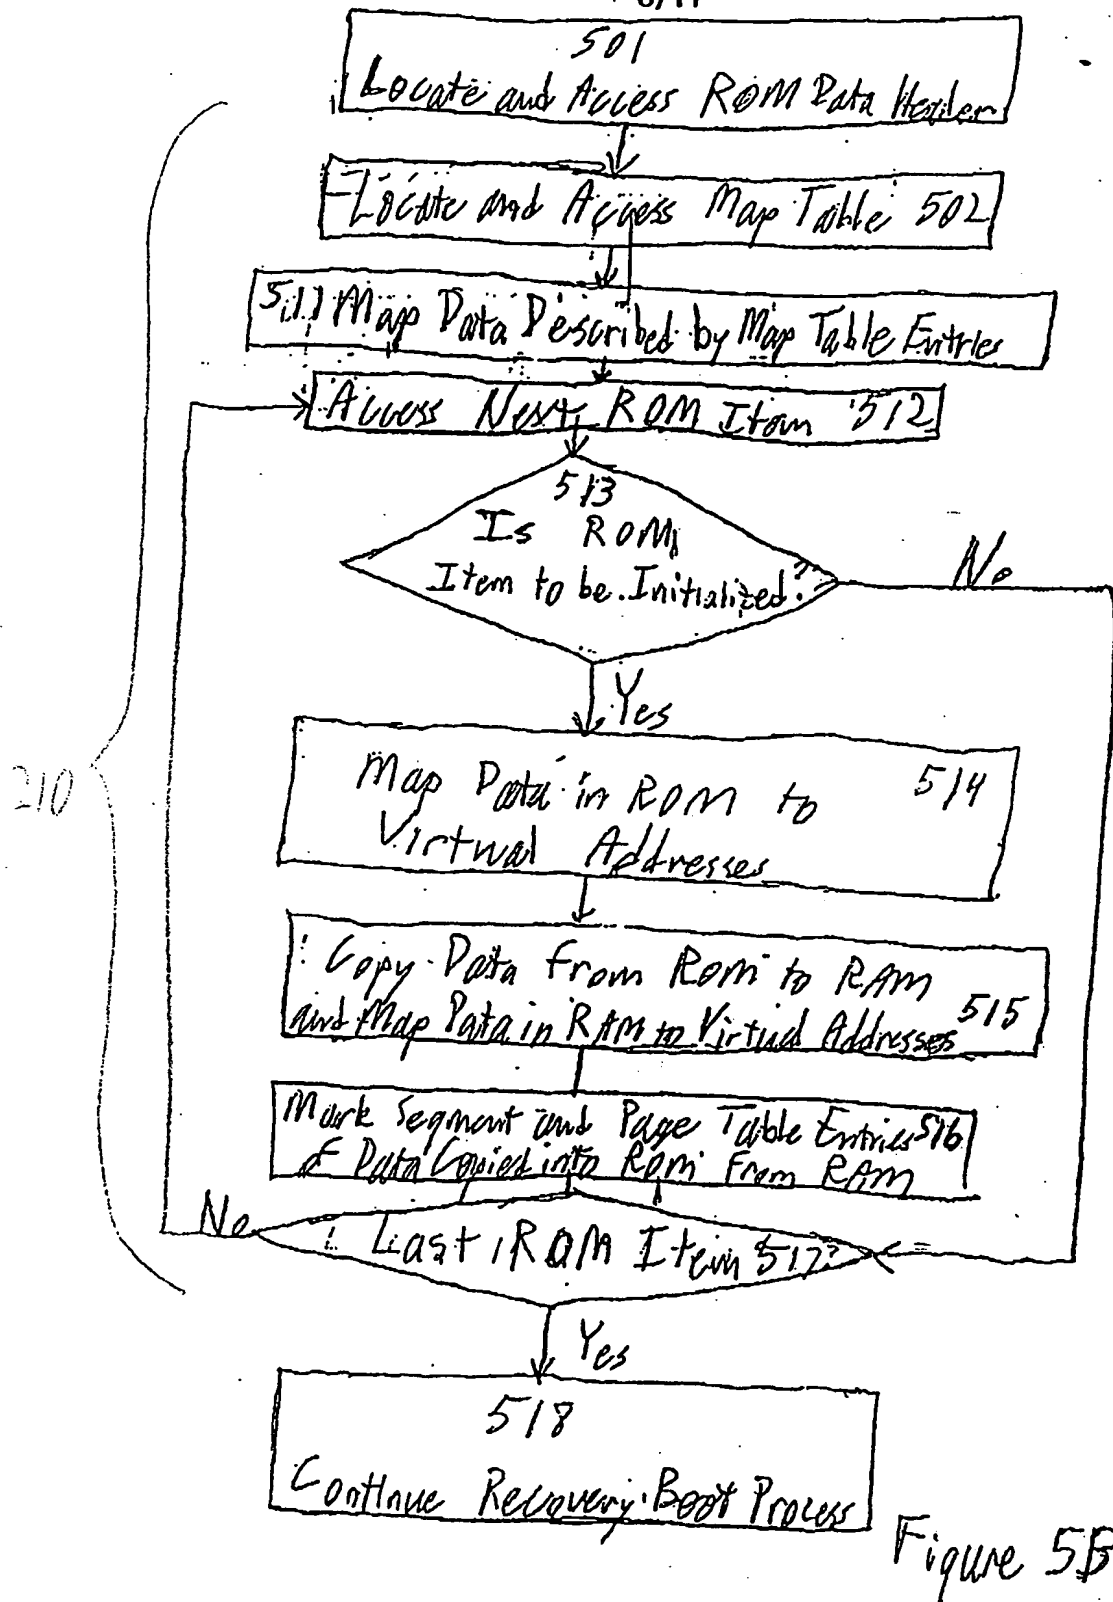 501
Locate and Access ROM Data Header
Locate and Access Map Table 502
511 Map Data Described by Map Table Entries
Access Next ROM Item 512
513
Is ROM
Item to be Initialized?
No
Yes
Map Data in ROM to 514
Virtual Addresses
210
Copy Data from ROM to RAM
and Map Data in RAM to Virtual Addresses 515
Mark Segment and Page Table Entries 516
of Data Copied into ROM From RAM
No
Last ROM Item 517?
Yes
518
Continue Recovery Boot Process
Figure 5B